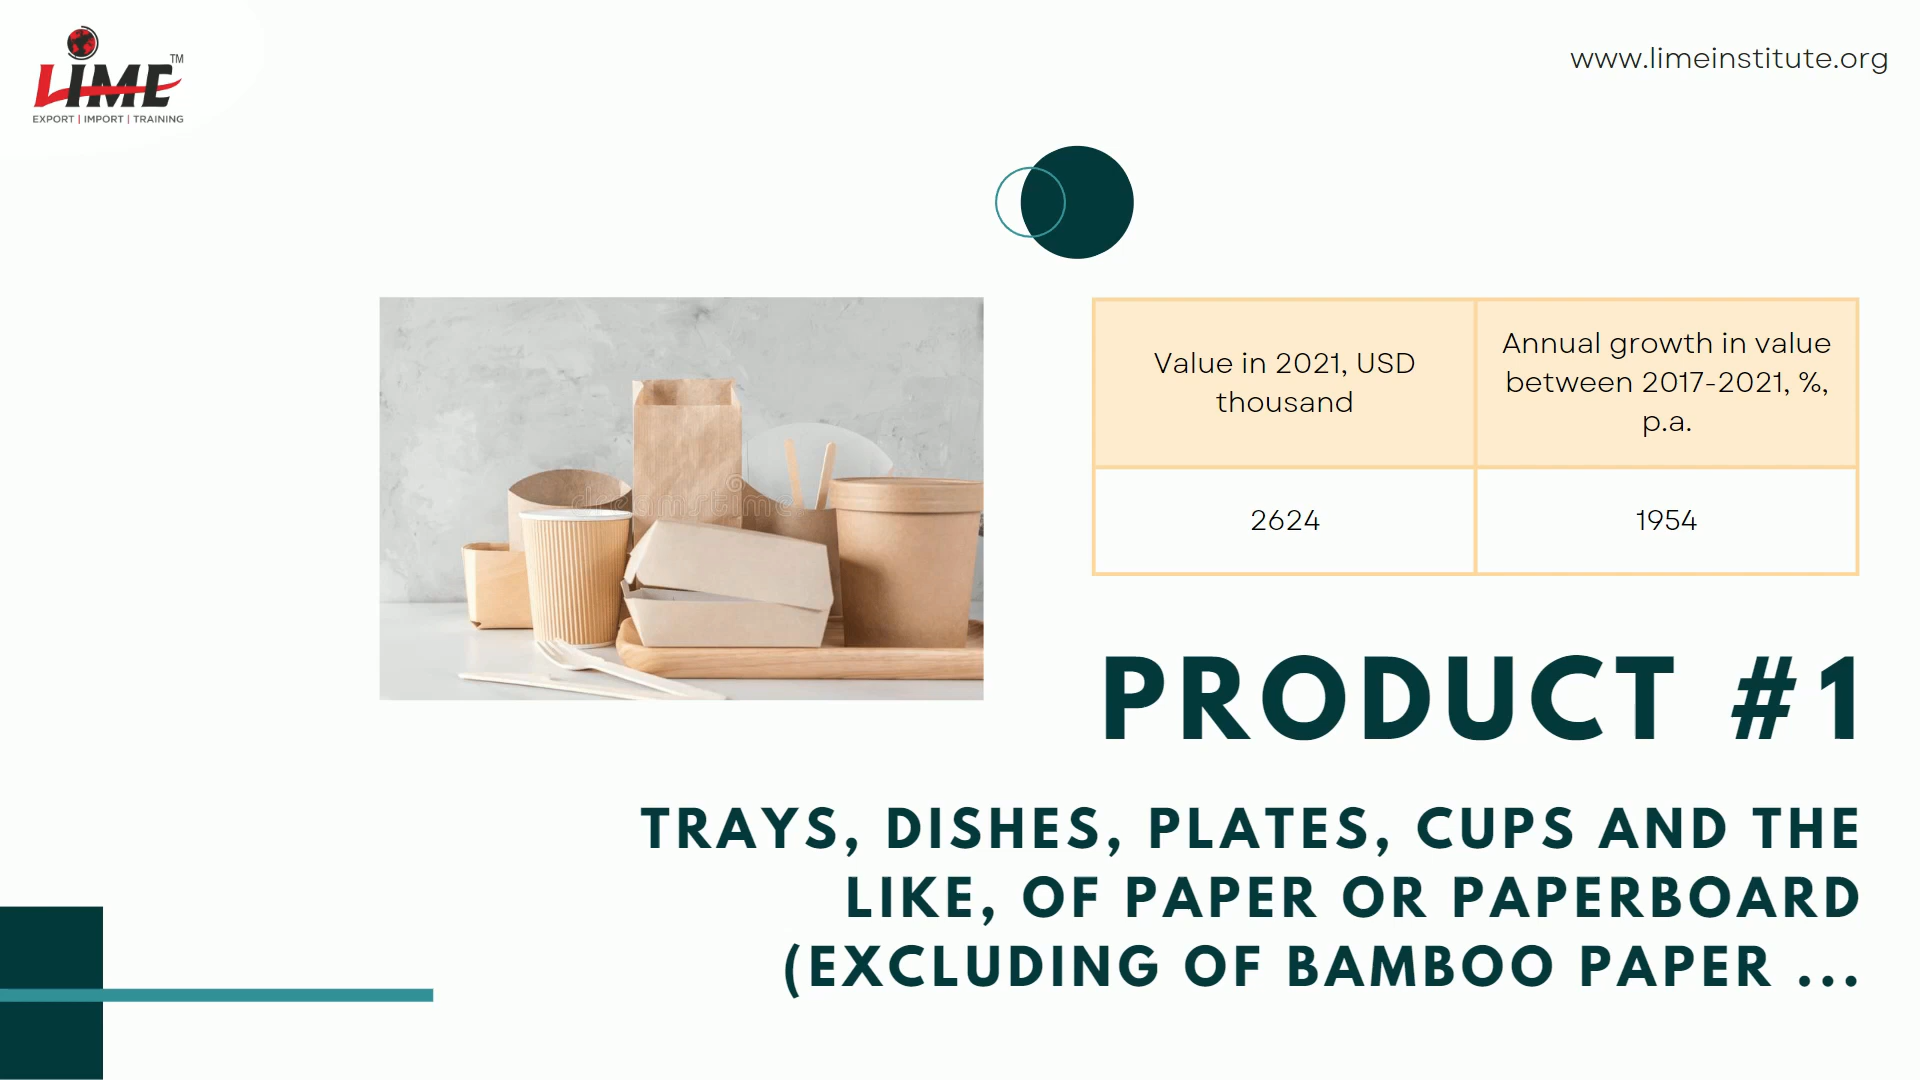 LIME™
EXPORT | IMPORT | TRAINING
www.limeinstitute.org
Value in 2021, USD
thousand
Annual growth in value
between 2017-2021, %,
p.a.
2624
1954
dreamstime
PRODUCT #1
TRAYS, DISHES, PLATES, CUPS AND THE
LIKE, OF PAPER OR PAPERBOARD
(EXCLUDING OF BAMBOO PAPER ...